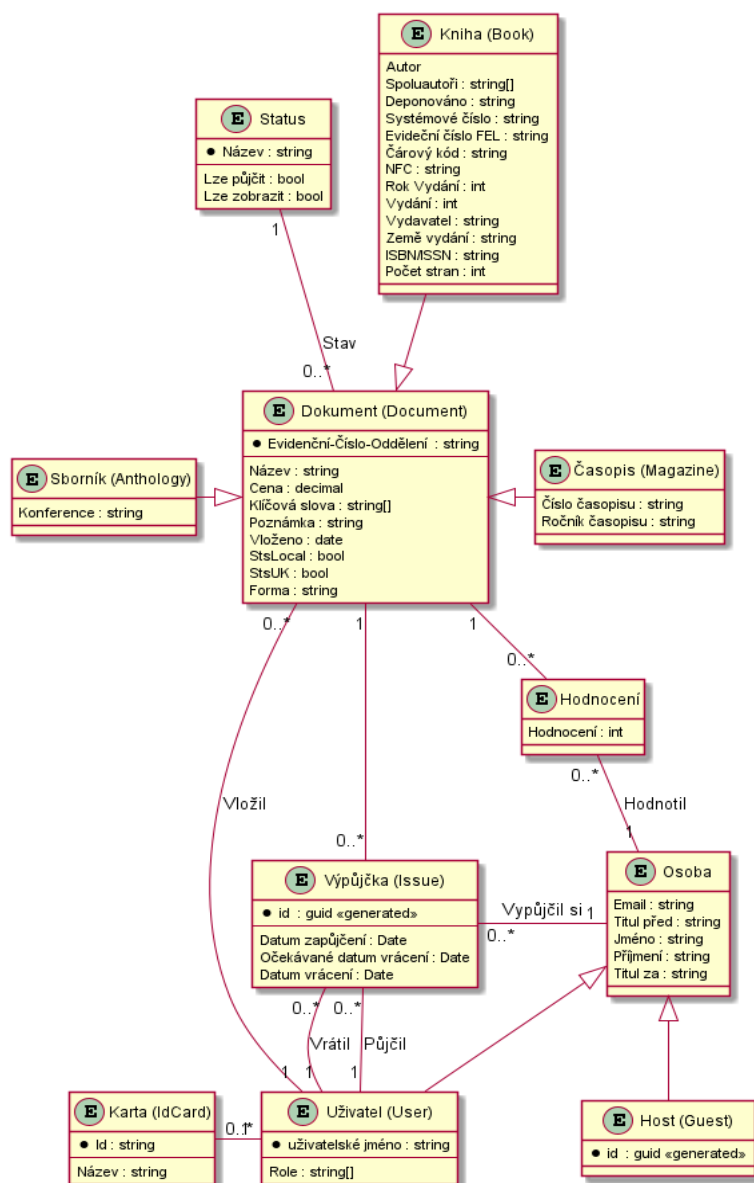 E Kniha (Book)
Autor
Spoluautoři : string[]
Deponováno : string
Systémové číslo : string
Evideční číslo FEL : string
Čárový kód : string
NFC : string
Rok Vydání : int
Vydání : int
Vydavatel : string
Země vydání : string
ISBN/ISSN : string
Počet stran : int
E Status
● Název : string
Lze půjčit : bool
Lze zobrazit : bool
1
Stav
0..*
E Dokument (Document)
● Evidenční-Číslo-Oddělení : string
Název : string
Cena : decimal
Klíčová slova : string[]
Poznámka : string
Vloženo : date
StsLocal : bool
StsUK : bool
Forma : string
E Sborník (Anthology)
Konference : string
E Časopis (Magazine)
Číslo časopisu : string
Ročník časopisu : string
0..*
1
1
0..*
E Hodnocení
Hodnocení : int
0..*
Hodnotil
1
Vložil
0..*
E Výpůjčka (Issue)
● id : guid «generated»
Datum zapůjčení : Date
Očekávané datum vrácení : Date
Datum vrácení : Date
Vypůjčil si
1
0..*
E Osoba
Email : string
Titul před : string
Jméno : string
Příjmení : string
Titul za : string
0..*
0..*
Vrátil
Půjčil
1
1
1
E Karta (IdCard)
● Id : string
Název : string
0..*
1
E Uživatel (User)
● uživatelské jméno : string
Role : string[]
E Host (Guest)
● id : guid «generated»